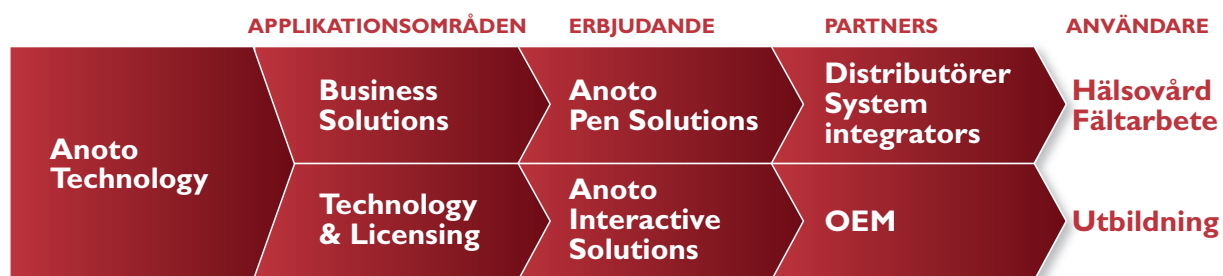 APPLIKATIONSOMRÅDEN
ERBJUDANDE
PARTNERS
ANVÄNDARE
Anoto
Technology
Business
Solutions
Anoto
Pen Solutions
Distributörer
System
integrators
Hälsovård
Fältarbete
Technology
& Licensing
Anoto
Interactive
Solutions
OEM
Utbildning